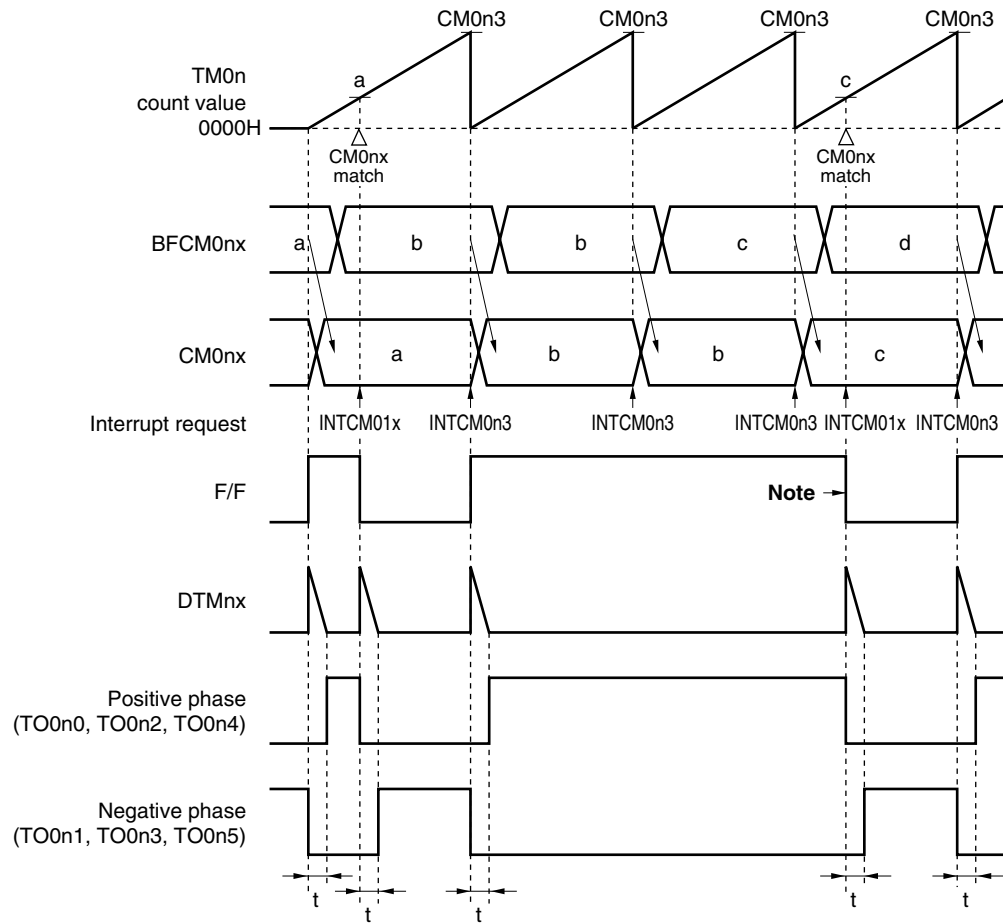 CM0n3 CM0n3 CM0n3 CM0n3
TM0n
count value
0000H
a c
CM0nx
match
CM0nx
match
BFCM0nx a b b c d
CM0nx a b b c
Interrupt request INTCM01x INTCM0n3 INTCM0n3 INTCM0n3 INTCM01x INTCM0n3
F/F Note
DTMnx
Positive phase
(TO0n0, TO0n2, TO0n4)
Negative phase
(TO0n1, TO0n3, TO0n5)
t t t t t